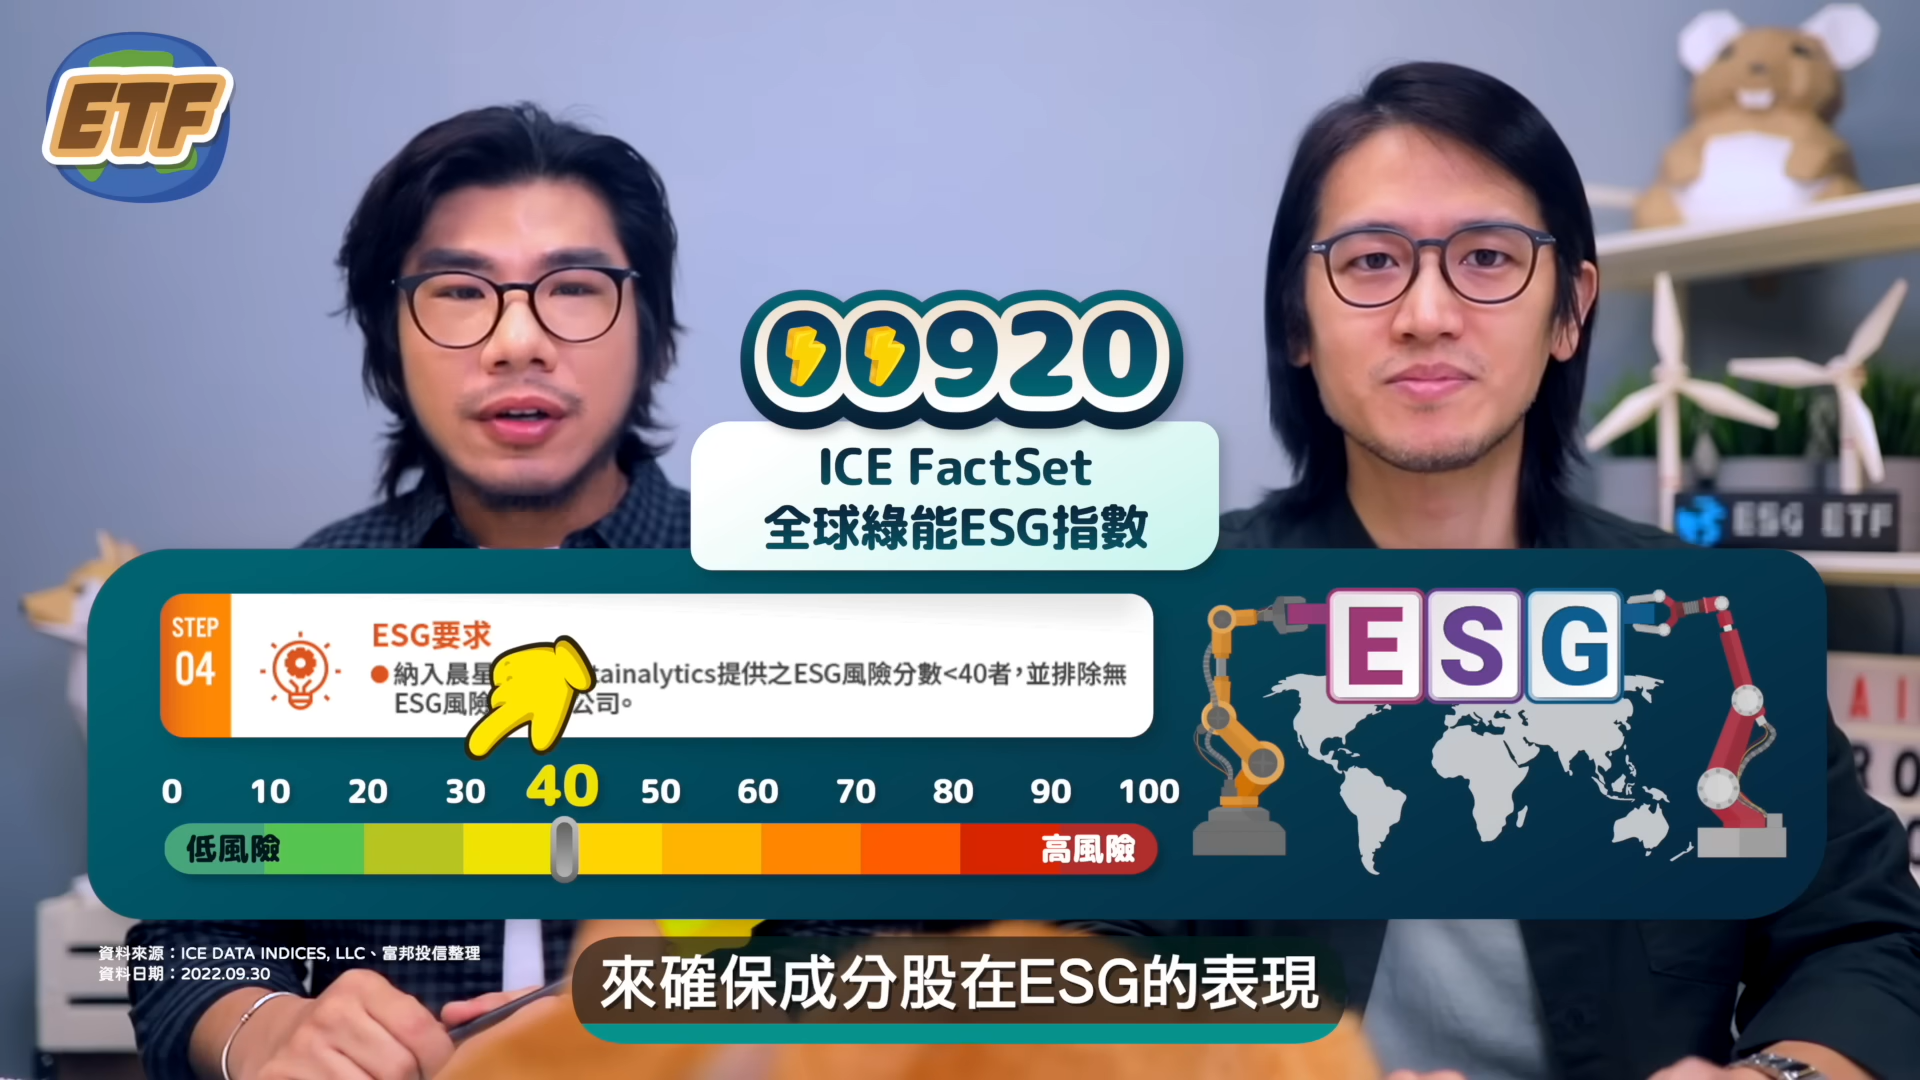 ETF
00920
ICE FactSet
全球綠能ESG指數
STEP
04
ESG要求
●納入晨星 tainalytics提供之ESG風險分數<40者，並排除無
ESG風險 公司。
E S G
0 10 20 30 40 50 60 70 80 90 100
低風險 高風險
ESG ETF
資料來源：ICE DATA INDICES, LLC、富邦投信整理
資料日期：2022.09.30
來確保成分股在ESG的表現